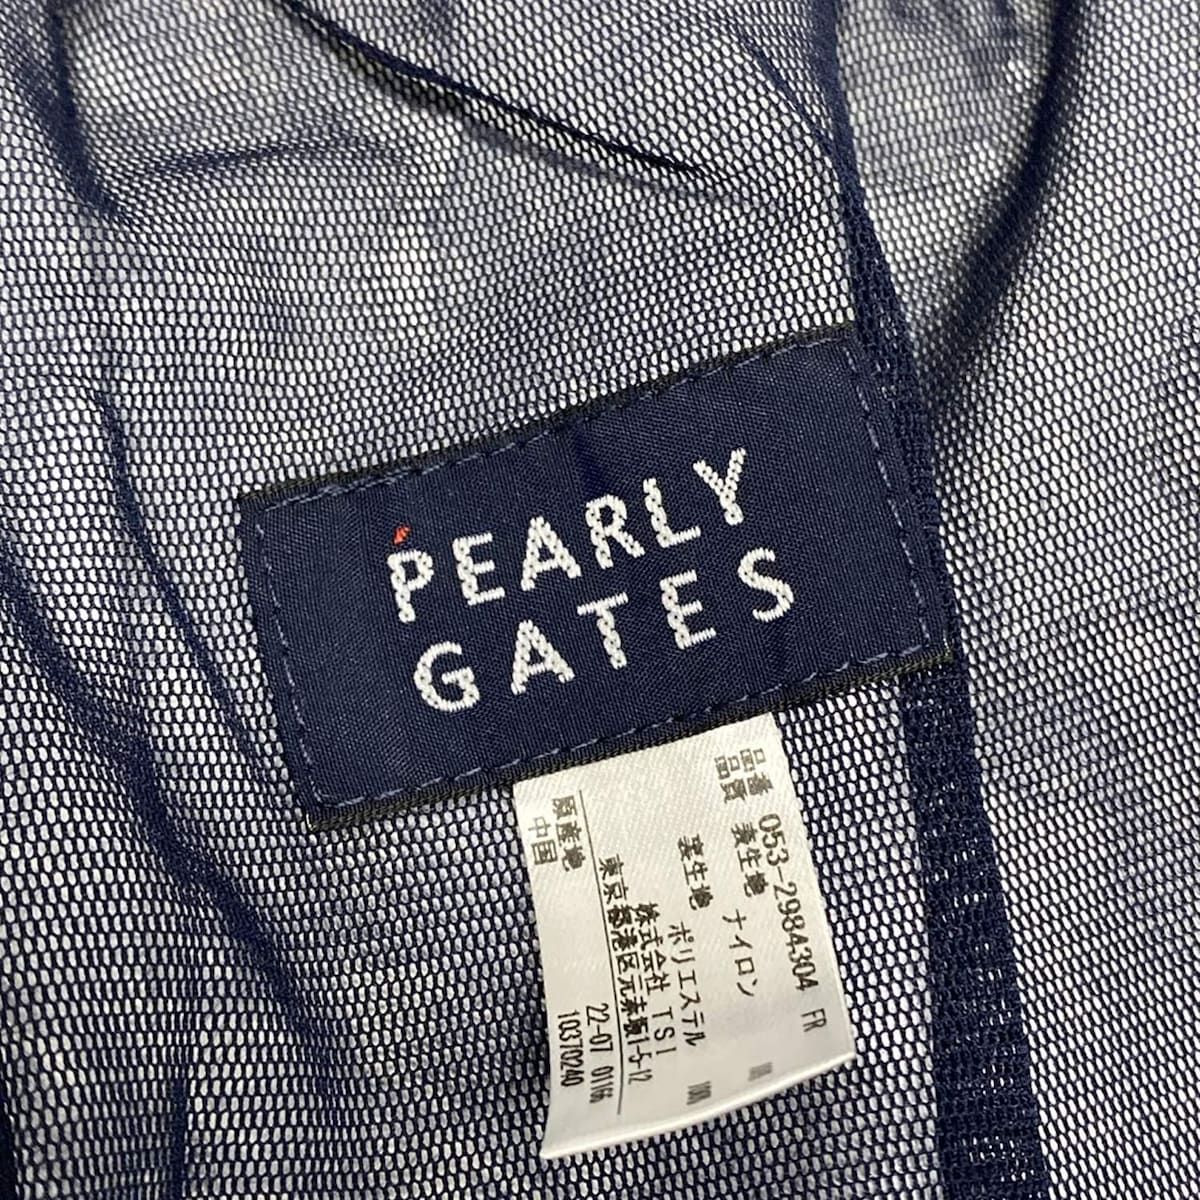 PEARLY
GATES
品番 053-2984304 FR
品質 表生地 ナイロン
裏生地 ポリエステル
株式会社 TSI
東京都港区元赤坂1-5-12
22-07 01166
原産地
中国
10370240